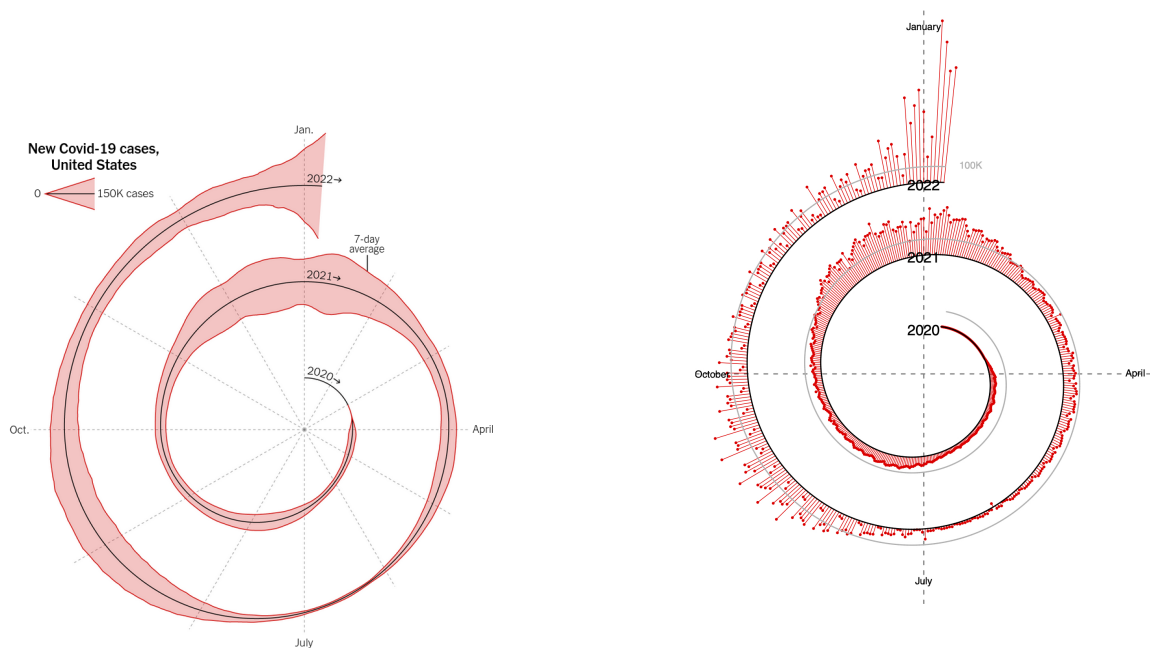 New Covid-19 cases,
United States
0
150K cases
Jan.
2022→
7-day
average
2021→
2020→
Oct.
April
July
January
100K
2022
2021
2020
October
April
July